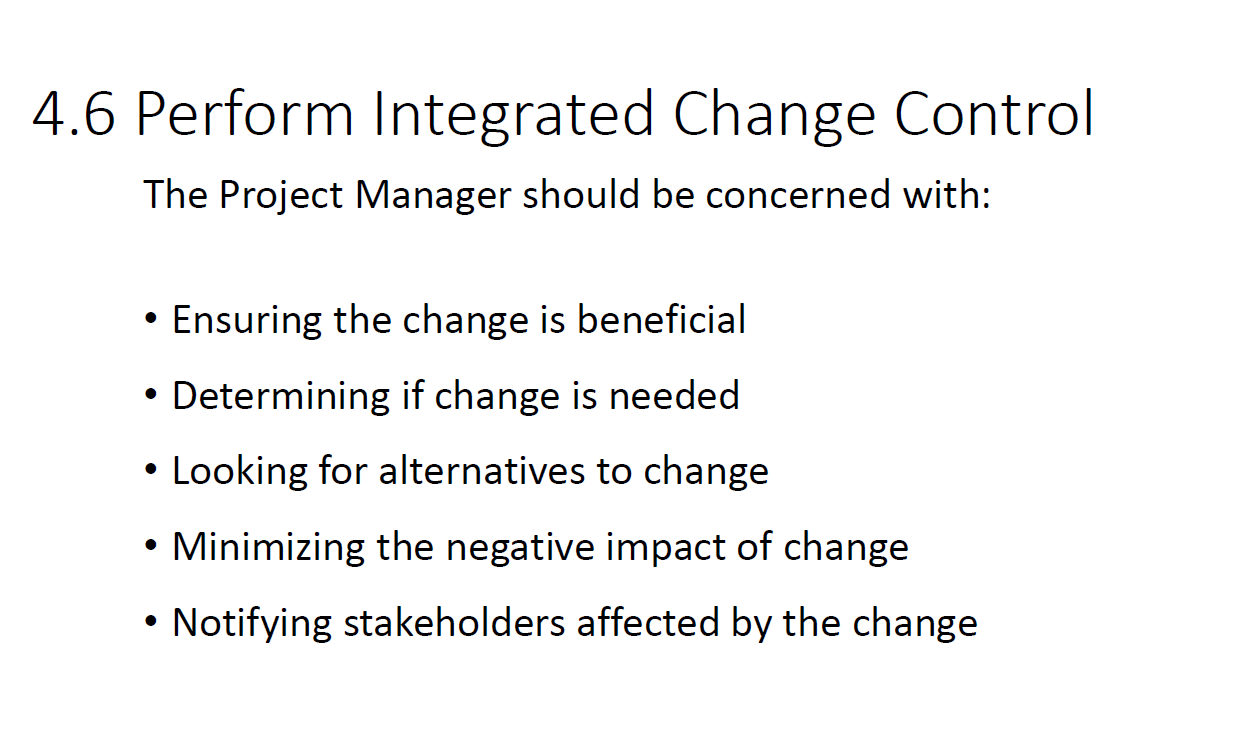 4.6 Perform Integrated Change Control
The Project Manager should be concerned with:
• Ensuring the change is beneficial
• Determining if change is needed
• Looking for alternatives to change
• Minimizing the negative impact of change
• Notifying stakeholders affected by the change